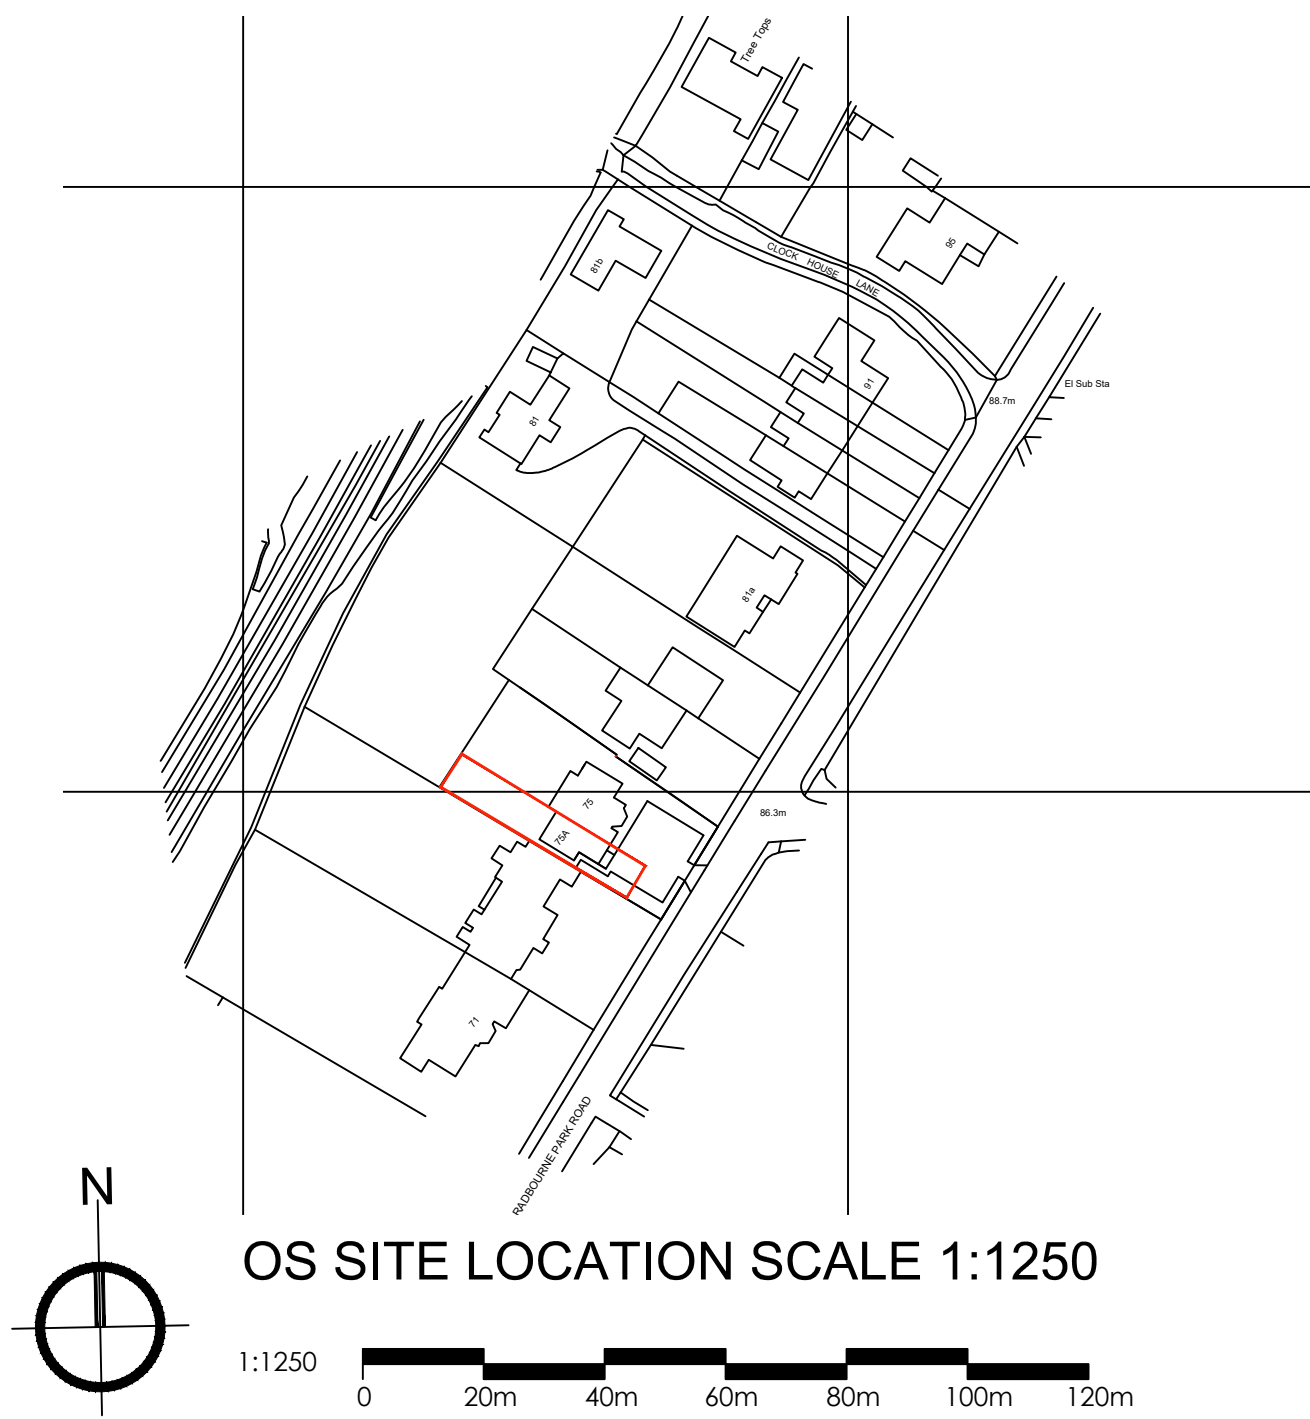 Tree Tops
95
81b
CLOCK HOUSE LANE
91
El Sub Sta
88.7m
81
81a
75
86.3m
75A
71
RADBOURNE PARK ROAD
N
OS SITE LOCATION SCALE 1:1250
1:1250
0 20m 40m 60m 80m 100m 120m